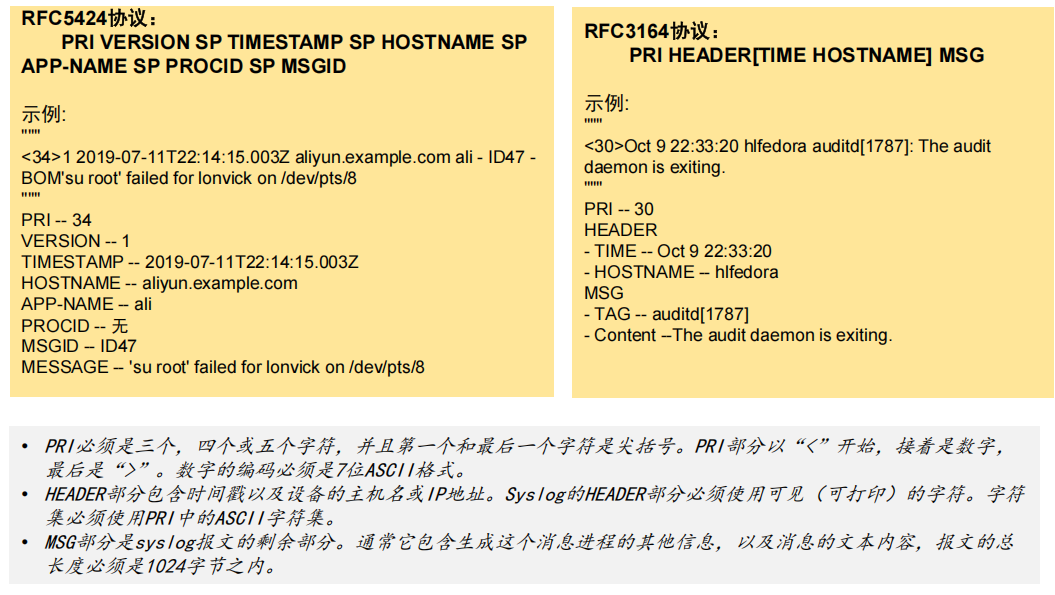 RFC5424协议：
PRI VERSION SP TIMESTAMP SP HOSTNAME SP
APP-NAME SP PROCID SP MSGID
示例:
"""
<34>1 2019-07-11T22:14:15.003Z aliyun.example.com ali - ID47 -
BOM'su root' failed for lonvick on /dev/pts/8
"""
PRI -- 34
VERSION -- 1
TIMESTAMP -- 2019-07-11T22:14:15.003Z
HOSTNAME -- aliyun.example.com
APP-NAME -- ali
PROCID -- 无
MSGID -- ID47
MESSAGE -- 'su root' failed for lonvick on /dev/pts/8
RFC3164协议：
PRI HEADER[TIME HOSTNAME] MSG
示例:
"""
<30>Oct 9 22:33:20 hlfedora auditd[1787]: The audit
daemon is exiting.
"""
PRI -- 30
HEADER
- TIME -- Oct 9 22:33:20
- HOSTNAME -- hlfedora
MSG
- TAG -- auditd[1787]
- Content --The audit daemon is exiting.
• PRI必须是三个，四个或五个字符，并且第一个和最后一个字符是尖括号。PRI部分以“<”开始，接着是数字，
最后是“>”。数字的编码必须是7位ASCII格式。
• HEADER部分包含时间戳以及设备的主机名或IP地址。Syslog的HEADER部分必须使用可见（可打印）的字符。字符
集必须使用PRI中的ASCII字符集。
• MSG部分是syslog报文的剩余部分。通常它包含生成这个消息进程的其他信息，以及消息的文本内容，报文的总
长度必须是1024字节之内。